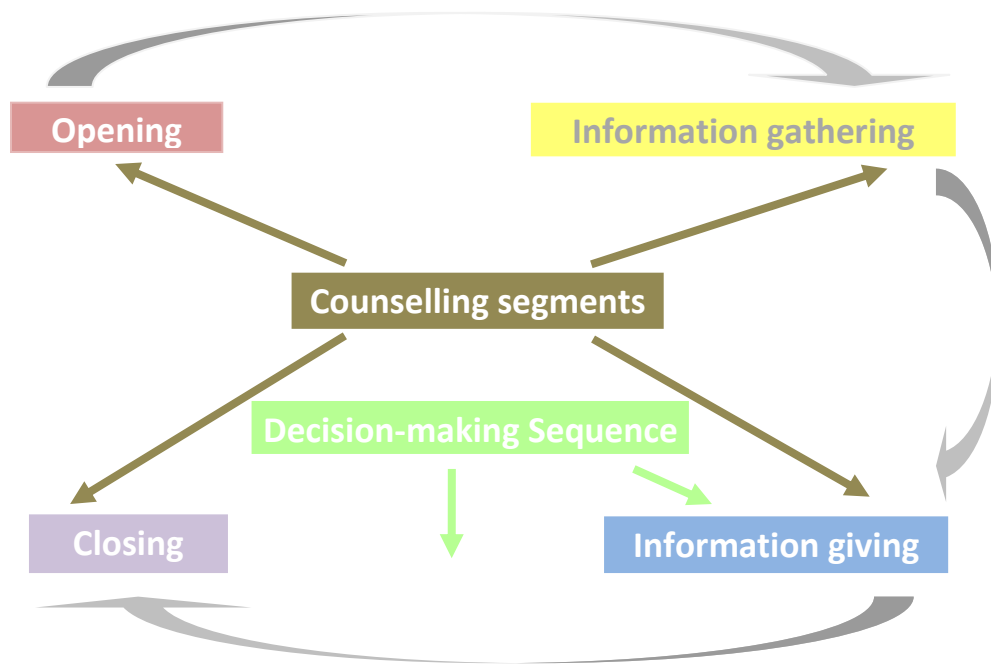 Opening
Information gathering
Counselling segments
Decision-making Sequence
Closing
Information giving